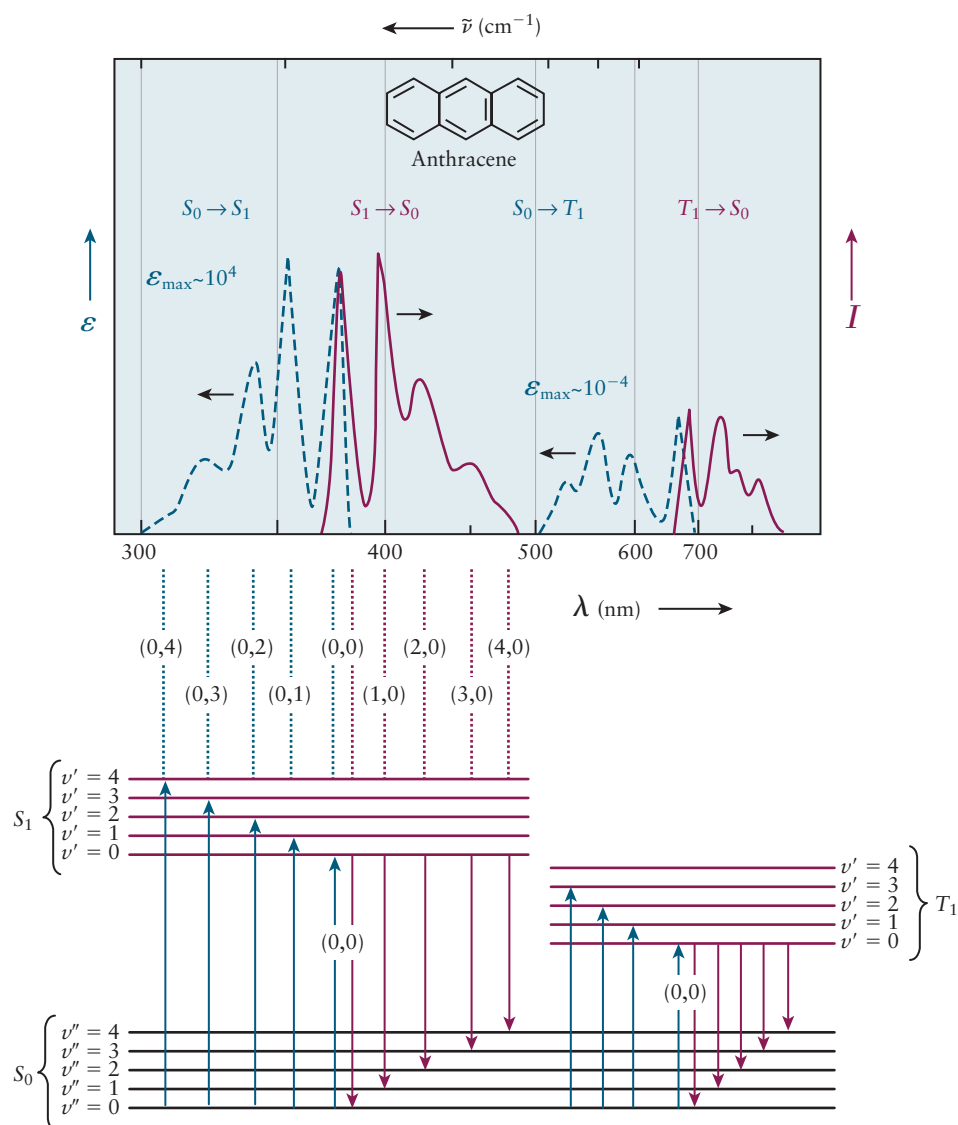 ν̃ (cm⁻¹)
Anthracene
S₀ → S₁ S₁ → S₀ S₀ → T₁ T₁ → S₀
εmax~10⁴
ε I
εmax~10⁻⁴
300 400 500 600 700
λ (nm)
(0,4) (0,2) (0,0) (2,0) (4,0)
(0,3) (0,1) (1,0) (3,0)
S₁
υ′ = 4
υ′ = 3
υ′ = 2
υ′ = 1
υ′ = 0
υ′ = 4
υ′ = 3
υ′ = 2
υ′ = 1
υ′ = 0
T₁
(0,0)
(0,0)
S₀
υ″ = 4
υ″ = 3
υ″ = 2
υ″ = 1
υ″ = 0